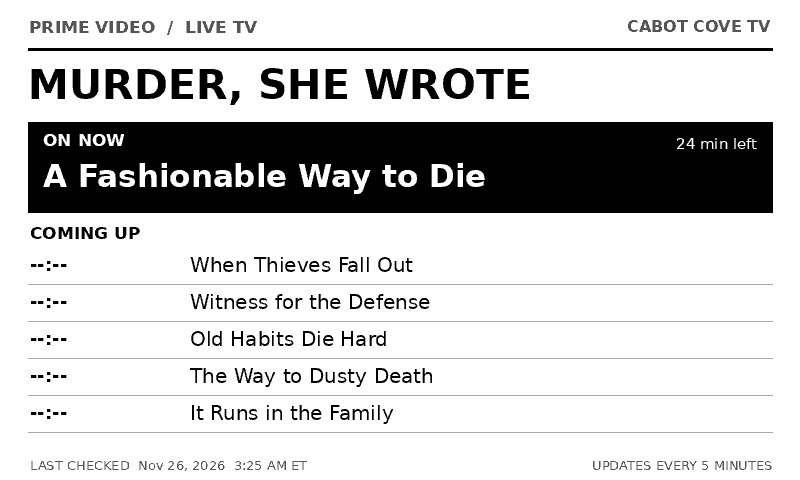 PRIME VIDEO / LIVE TV
CABOT COVE TV
MURDER, SHE WROTE
ON NOW
24 min left
A Fashionable Way to Die
COMING UP
--:-- When Thieves Fall Out
--:-- Witness for the Defense
--:-- Old Habits Die Hard
--:-- The Way to Dusty Death
--:-- It Runs in the Family
LAST CHECKED Nov 26, 2026 3:25 AM ET
UPDATES EVERY 5 MINUTES